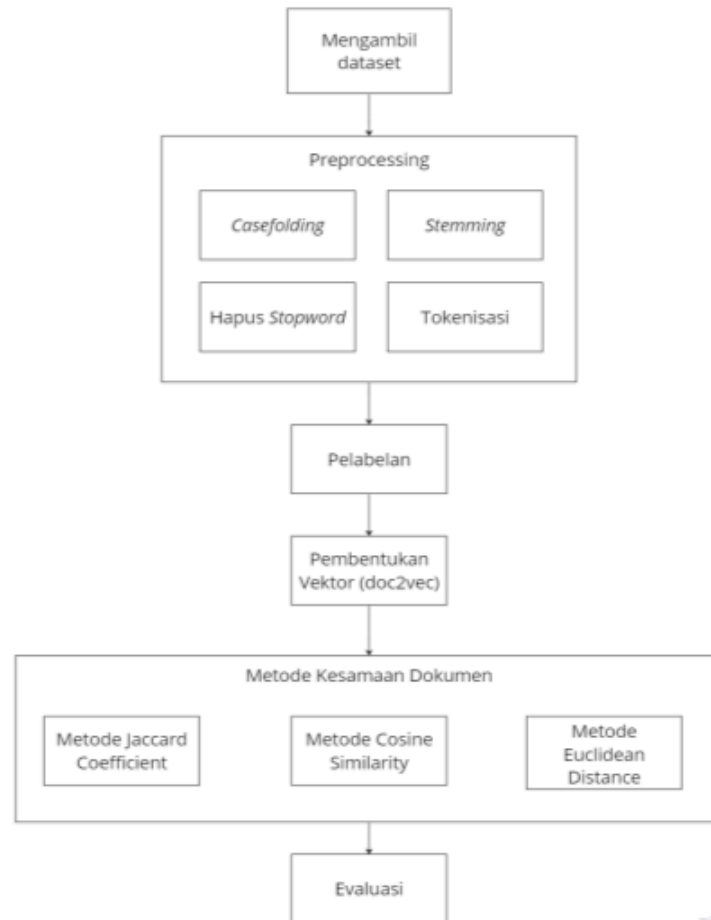 Mengambil
dataset
Preprocessing
Casefolding
Stemming
Hapus Stopword
Tokenisasi
Pelabelan
Pembentukan
Vektor (doc2vec)
Metode Kesamaan Dokumen
Metode Jaccard
Coefficient
Metode Cosine
Similarity
Metode
Euclidean
Distance
Evaluasi